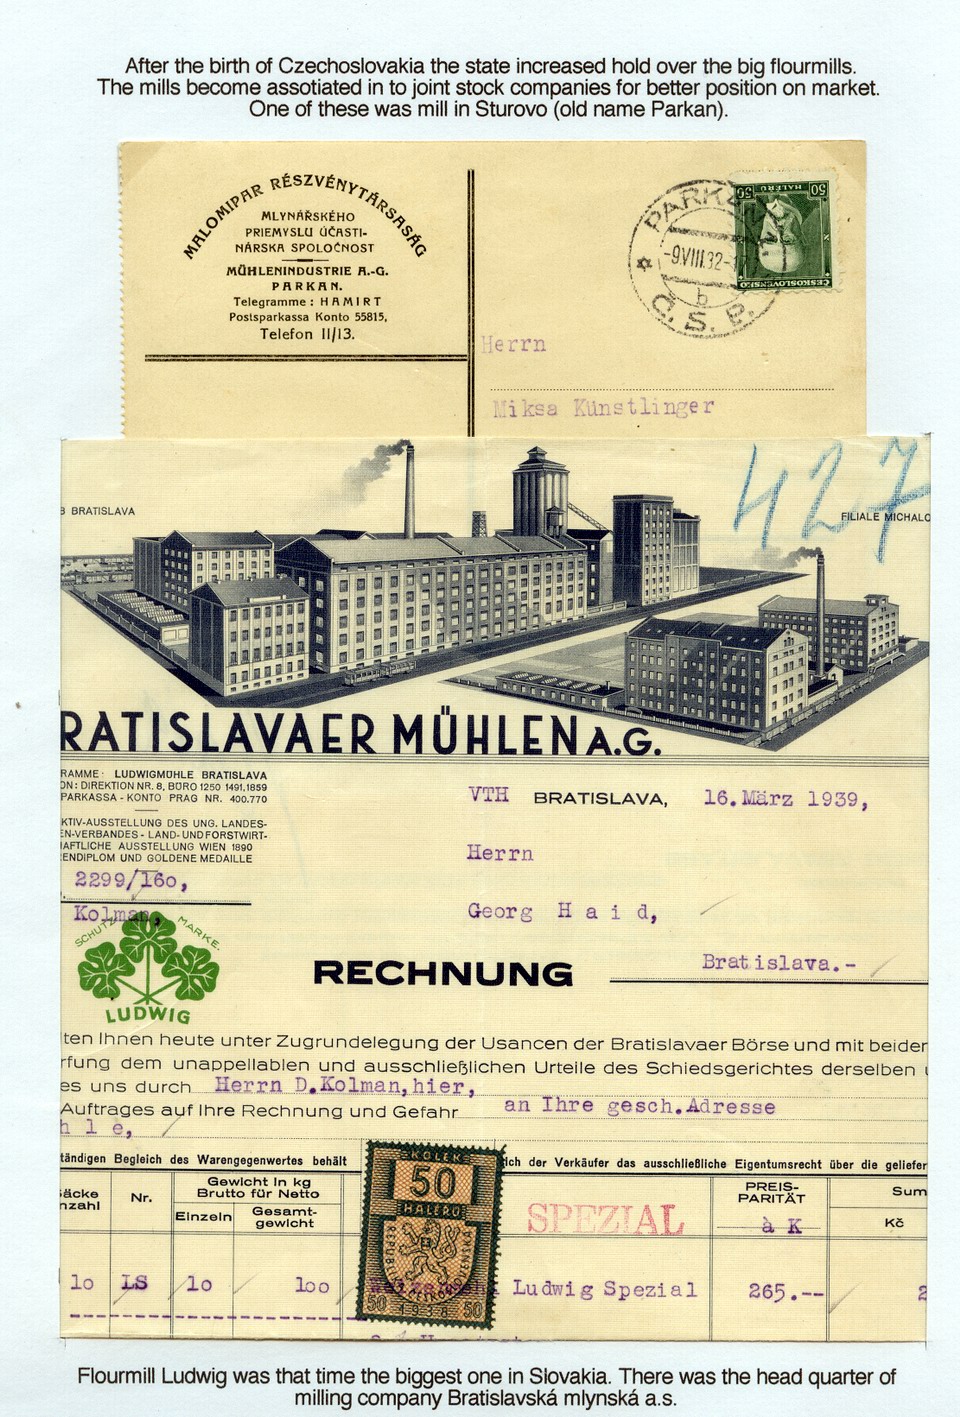 After the birth of Czechoslovakia the state increased hold over the big flourmills.
The mills become assotiated in to joint stock companies for better position on market.
One of these was mill in Sturovo (old name Parkan).
MALOMIPAR RÉSZVÉNYTÁRSASÁG
MLYNÁŘSKÉHO
PRIEMYSLU ÚČASTI-
NÁRSKA SPOLOČNOST
MÜHLENINDUSTRIE A.-G.
PARKAN.
Telegramme: HAMIRT
Postsparkassa Konto 55815,
Telefon 11/13.
PARKAN
-9.VIII.32-
b
Č. S. P.
50 HALÉŘŮ 50
ČESKOSLOVENSKO
Herrn
Miksa Künstlinger
427
B BRATISLAVA
FILIALE MICHALO
RATISLAVAER MÜHLEN A.G.
RAMME: LUDWIGMÜHLE BRATISLAVA
ON: DIREKTION NR. 8, BÜRO 1250 1491, 1859
PARKASSA - KONTO PRAG NR. 400.770
KTIV-AUSSTELLUNG DES UNG. LANDES-
EN-VERBANDES - LAND- UND FORSTWIRT-
AFTLICHE AUSSTELLUNG WIEN 1890
ENDIPLOM UND GOLDENE MEDAILLE
VTH BRATISLAVA, 16.März 1939,
Herrn
2299/160,
Kolman,
Georg Haid,
Bratislava.-
SCHUTZ MARKE.
LUDWIG
RECHNUNG
ten Ihnen heute unter Zugrundelegung der Usancen der Bratislavaer Börse und mit beider
rfung dem unappellablen und ausschließlichen Urteile des Schiedsgerichtes derselben
es uns durch Herrn D.Kolman,hier,
Auftrages auf Ihre Rechnung und Gefahr an Ihre gesch.Adresse
hle,
tändigen Begleich des Warengegenwertes behält ich der Verkäufer das ausschließliche Eigentumsrecht über die geliefer
äcke
nzahl
Nr.
Gewicht in kg
Brutto für Netto
Einzeln
Gesamt-
gewicht
KOLEK
50
HALÉŘŮ
REPUBLIKA ČESKOSLOVENSKÁ
50 1938 50
SPEZIAL
PREIS-
PARITÄT
à K
Sum
Kč
10 LS 10 100 Ludwig Spezial 265.-- 2
Flourmill Ludwig was that time the biggest one in Slovakia. There was the head quarter of
milling company Bratislavská mlynská a.s.